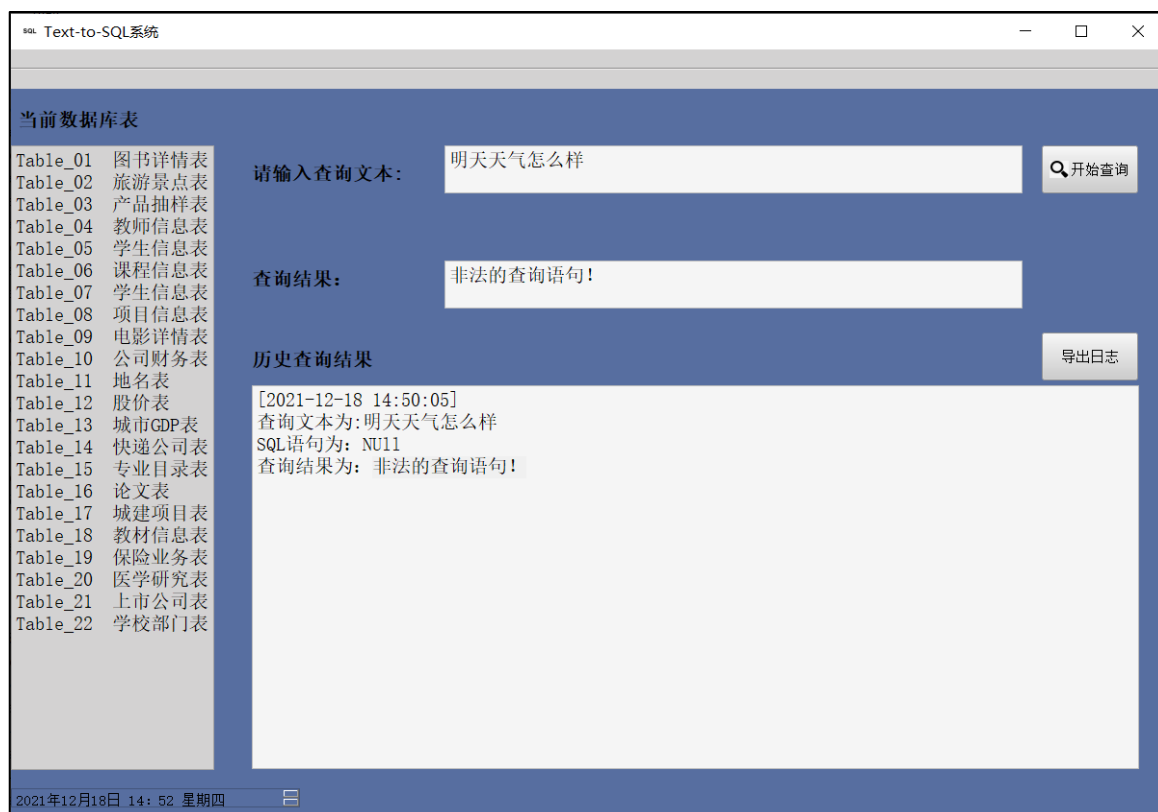 SQL Text-to-SQL系统
当前数据库表
Table_01 图书详情表
Table_02 旅游景点表
Table_03 产品抽样表
Table_04 教师信息表
Table_05 学生信息表
Table_06 课程信息表
Table_07 学生信息表
Table_08 项目信息表
Table_09 电影详情表
Table_10 公司财务表
Table_11 地名表
Table_12 股价表
Table_13 城市GDP表
Table_14 快递公司表
Table_15 专业目录表
Table_16 论文表
Table_17 城建项目表
Table_18 教材信息表
Table_19 保险业务表
Table_20 医学研究表
Table_21 上市公司表
Table_22 学校部门表
请输入查询文本:
明天天气怎么样
开始查询
查询结果:
非法的查询语句!
历史查询结果
导出日志
[2021-12-18 14:50:05]
查询文本为:明天天气怎么样
SQL语句为: NUll
查询结果为: 非法的查询语句!
2021年12月18日 14: 52 星期四